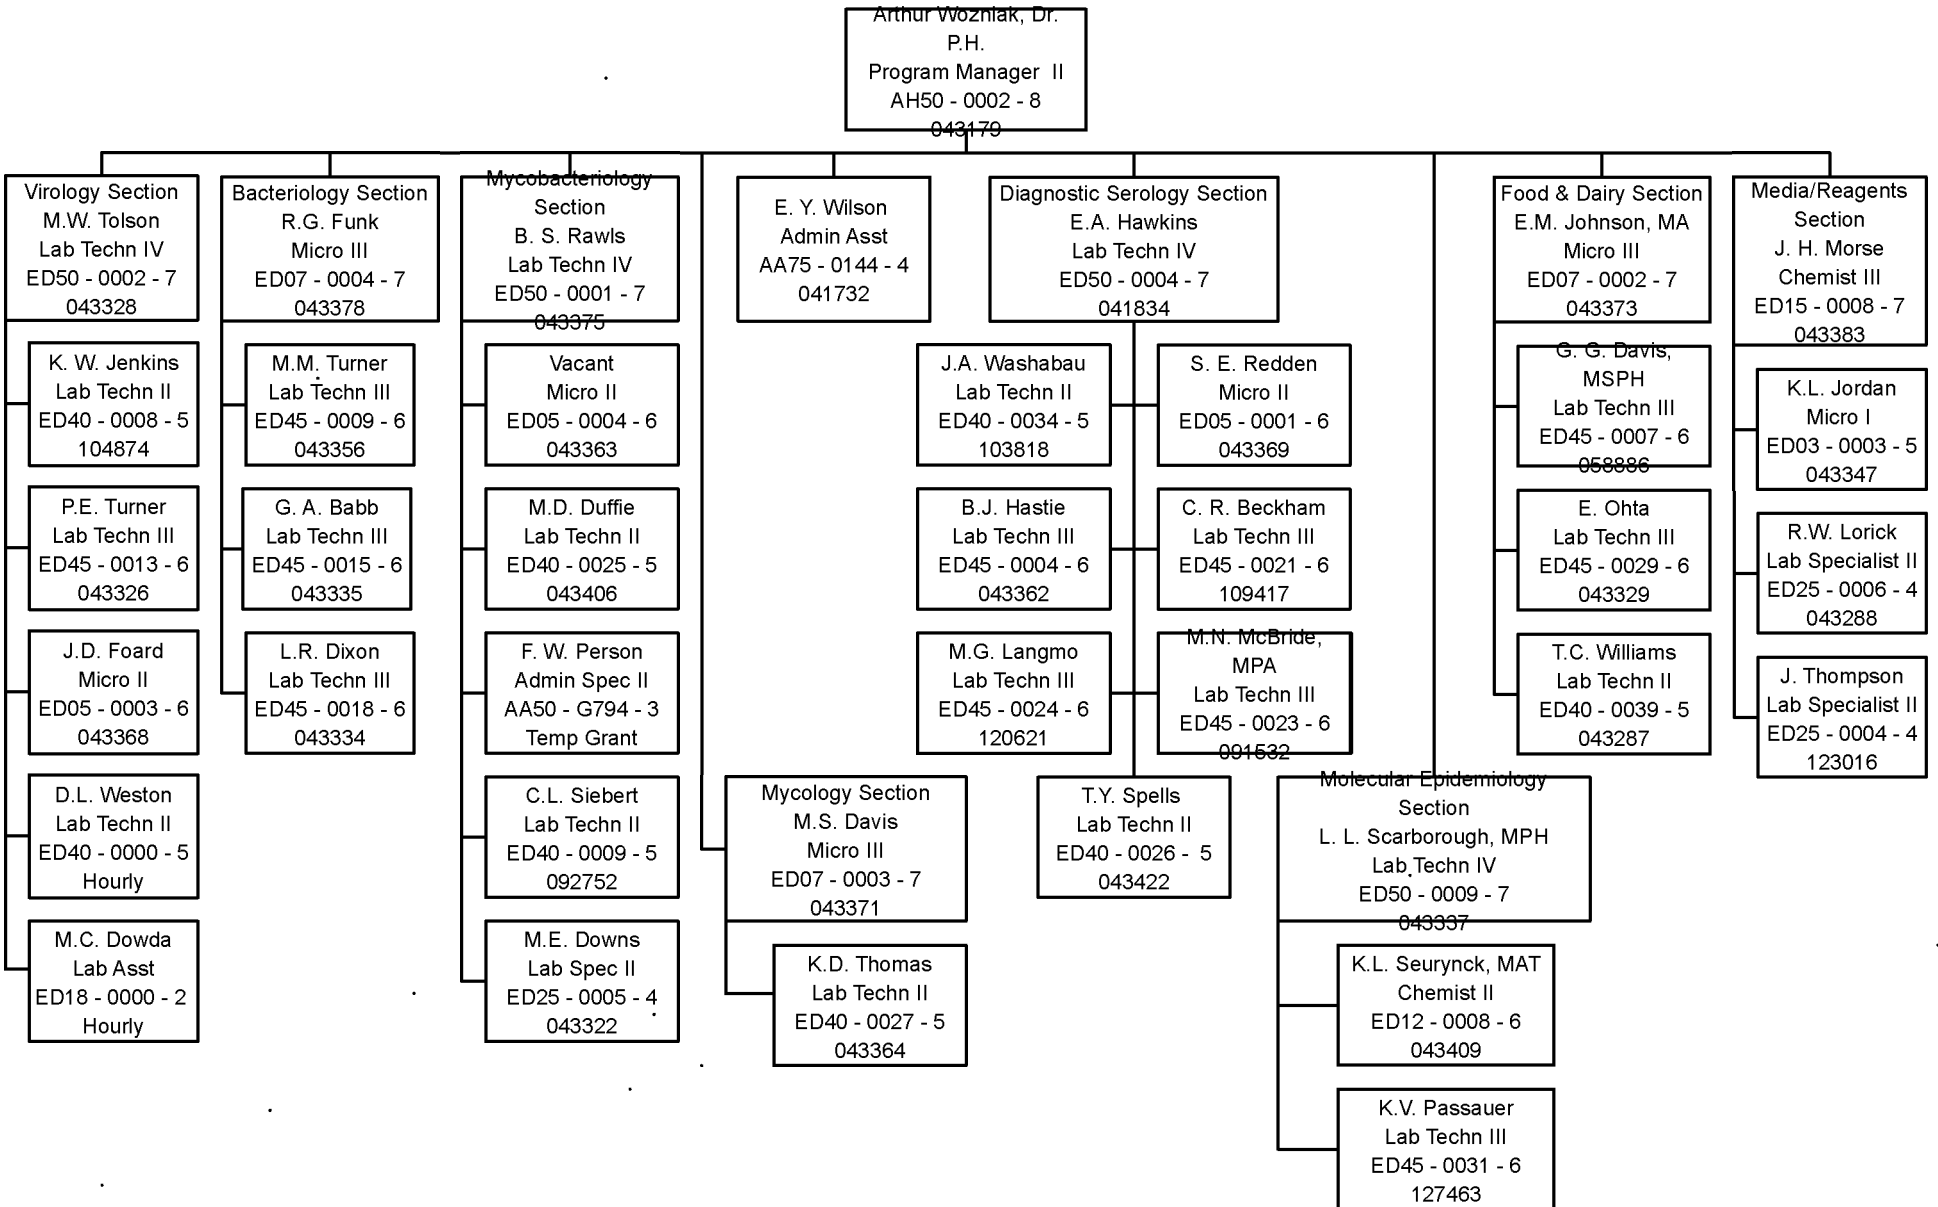 Arthur Wozniak, Dr.
P.H.
Program Manager  II
AH50 - 0002 - 8
043179
Virology Section
M.W. Tolson
Lab Techn IV
ED50 - 0002 - 7
043328
K. W. Jenkins
Lab Techn II
ED40 - 0008 - 5
104874
P.E. Turner
Lab Techn III
ED45 - 0013 - 6
043326
J.D. Foard
Micro II
ED05 - 0003 - 6
043368
D.L. Weston
Lab Techn II
ED40 - 0000 - 5
Hourly
M.C. Dowda
Lab Asst
ED18 - 0000 - 2
Hourly
Bacteriology Section
R.G. Funk
Micro III
ED07 - 0004 - 7
043378
M.M. Turner
Lab Techn III
ED45 - 0009 - 6
043356
G. A. Babb
Lab Techn III
ED45 - 0015 - 6
043335
L.R. Dixon
Lab Techn III
ED45 - 0018 - 6
043334
Mycobacteriology
Section
B. S. Rawls
Lab Techn IV
ED50 - 0001 - 7
043375
Vacant
Micro II
ED05 - 0004 - 6
043363
M.D. Duffie
Lab Techn II
ED40 - 0025 - 5
043406
F. W. Person
Admin Spec II
AA50 - G794 - 3
Temp Grant
C.L. Siebert
Lab Techn II
ED40 - 0009 - 5
092752
M.E. Downs
Lab Spec II
ED25 - 0005 - 4
043322
Mycology Section
M.S. Davis
Micro III
ED07 - 0003 - 7
043371
K.D. Thomas
Lab Techn II
ED40 - 0027 - 5
043364
E. Y. Wilson
Admin Asst
AA75 - 0144 - 4
041732
Diagnostic Serology Section
E.A. Hawkins
Lab Techn IV
ED50 - 0004 - 7
041834
J.A. Washabau
Lab Techn II
ED40 - 0034 - 5
103818
S. E. Redden
Micro II
ED05 - 0001 - 6
043369
B.J. Hastie
Lab Techn III
ED45 - 0004 - 6
043362
C. R. Beckham
Lab Techn III
ED45 - 0021 - 6
109417
M.G. Langmo
Lab Techn III
ED45 - 0024 - 6
120621
M.N. McBride,
MPA
Lab Techn III
ED45 - 0023 - 6
091532
T.Y. Spells
Lab Techn II
ED40 - 0026 -  5
043422
Molecular Epidemiology
Section
L. L. Scarborough, MPH
Lab Techn IV
ED50 - 0009 - 7
043337
K.L. Seurynck, MAT
Chemist II
ED12 - 0008 - 6
043409
K.V. Passauer
Lab Techn III
ED45 - 0031 - 6
127463
Food & Dairy Section
E.M. Johnson, MA
Micro III
ED07 - 0002 - 7
043373
G. G. Davis,
MSPH
Lab Techn III
ED45 - 0007 - 6
058886
E. Ohta
Lab Techn III
ED45 - 0029 - 6
043329
T.C. Williams
Lab Techn II
ED40 - 0039 - 5
043287
Media/Reagents
Section
J. H. Morse
Chemist III
ED15 - 0008 - 7
043383
K.L. Jordan
Micro I
ED03 - 0003 - 5
043347
R.W. Lorick
Lab Specialist II
ED25 - 0006 - 4
043288
J. Thompson
Lab Specialist II
ED25 - 0004 - 4
123016